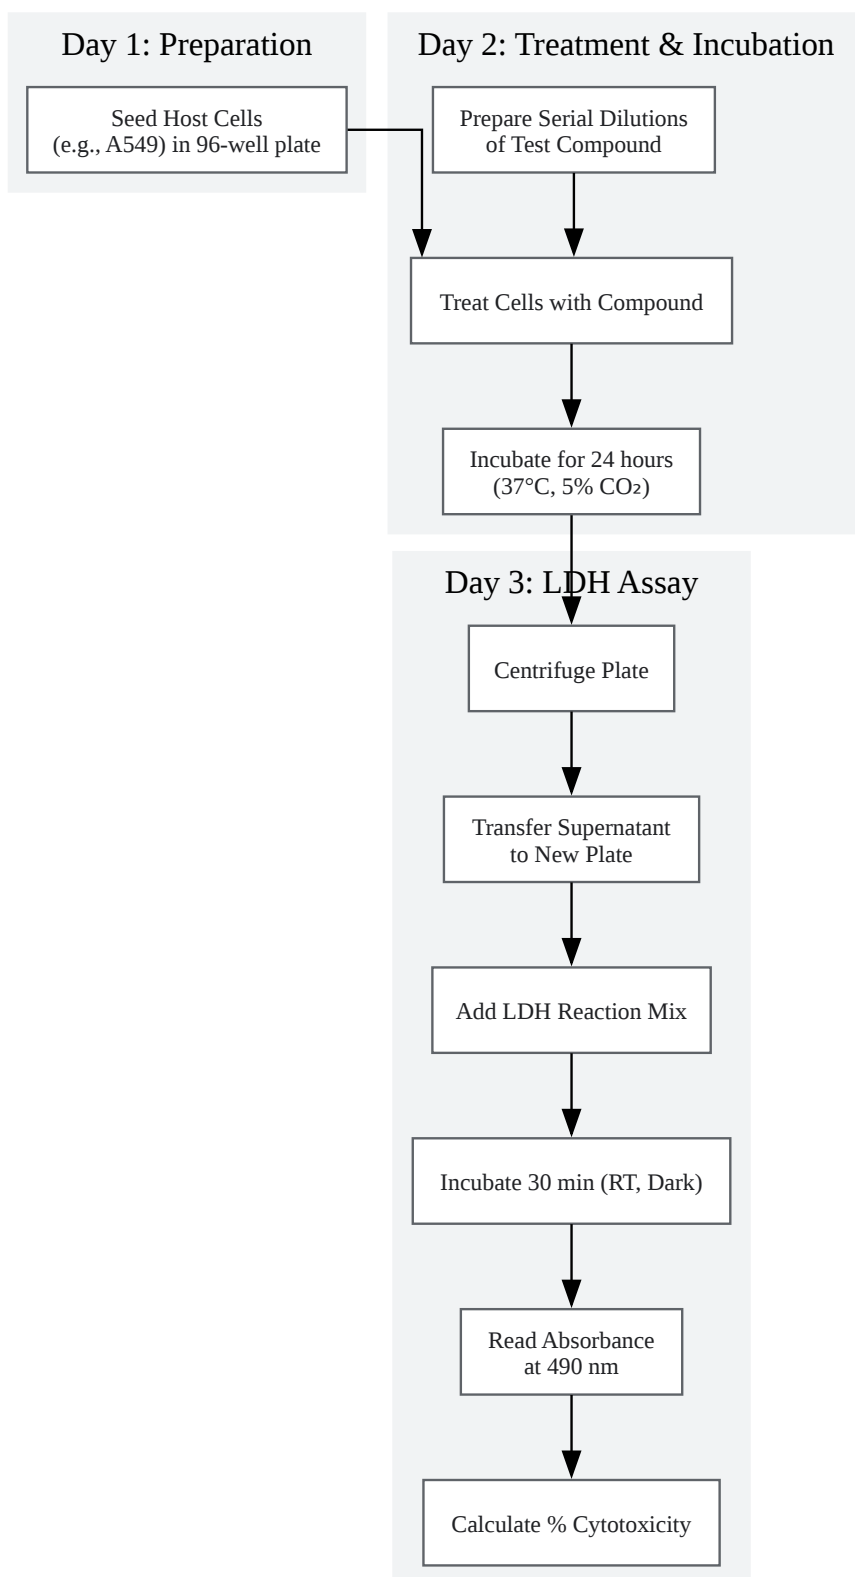 Day 1: Preparation
Seed Host Cells
(e.g., A549) in 96-well plate
Day 2: Treatment & Incubation
Prepare Serial Dilutions
of Test Compound
Treat Cells with Compound
Incubate for 24 hours
(37°C, 5% CO₂)
Day 3: LDH Assay
Centrifuge Plate
Transfer Supernatant
to New Plate
Add LDH Reaction Mix
Incubate 30 min (RT, Dark)
Read Absorbance
at 490 nm
Calculate % Cytotoxicity